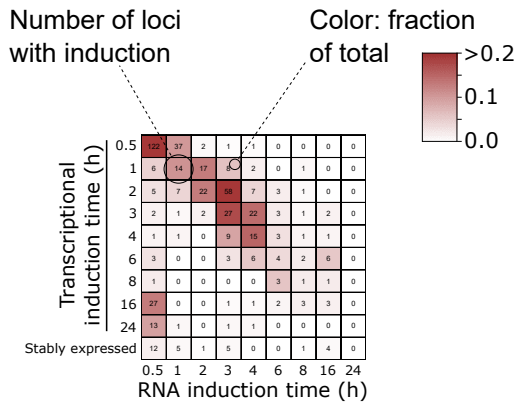 Number of loci
with induction
Color: fraction
of total
>0.2
0.1
0.0
Transcriptional
induction time (h)
0.5 122 37 2 1 1 0 0 0 0
1 6 14 17 8 2 0 1 0 0
2 5 7 22 58 7 3 1 0 0
3 2 1 2 27 22 3 1 2 0
4 1 1 0 9 15 3 1 1 0
6 3 0 0 3 6 4 2 6 0
8 1 0 0 0 0 3 1 1 0
16 27 0 0 1 1 2 3 3 0
24 13 1 0 1 0 0 0 0 0
Stably expressed 12 5 1 5 0 0 1 4 0
0.5 1 2 3 4 6 8 16 24
RNA induction time (h)